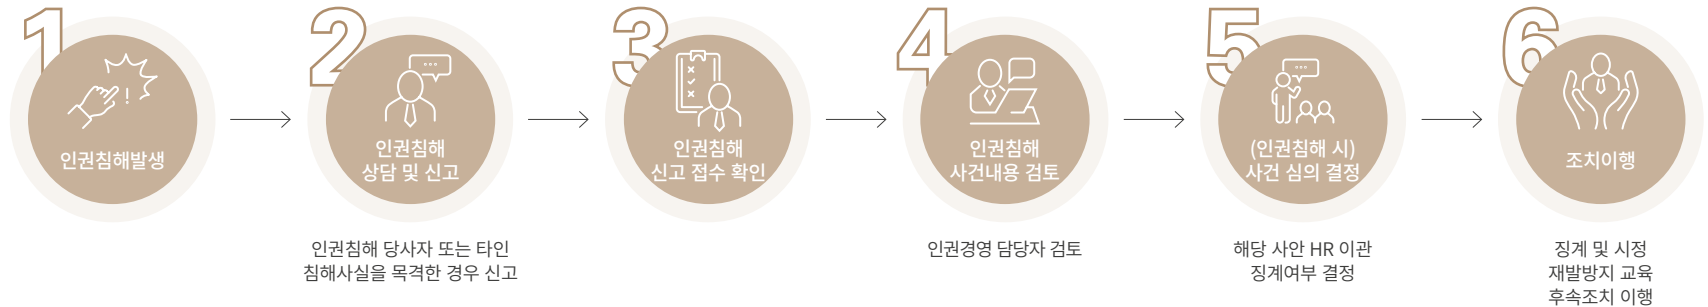 1
인권침해발생
2
인권침해
상담 및 신고
인권침해 당사자 또는 타인
침해사실을 목격한 경우 신고
3
인권침해
신고 접수 확인
4
인권침해
사건내용 검토
인권경영 담당자 검토
5
(인권침해 시)
사건 심의 결정
해당 사안 HR 이관
징계여부 결정
6
조치이행
징계 및 시정
재발방지 교육
후속조치 이행